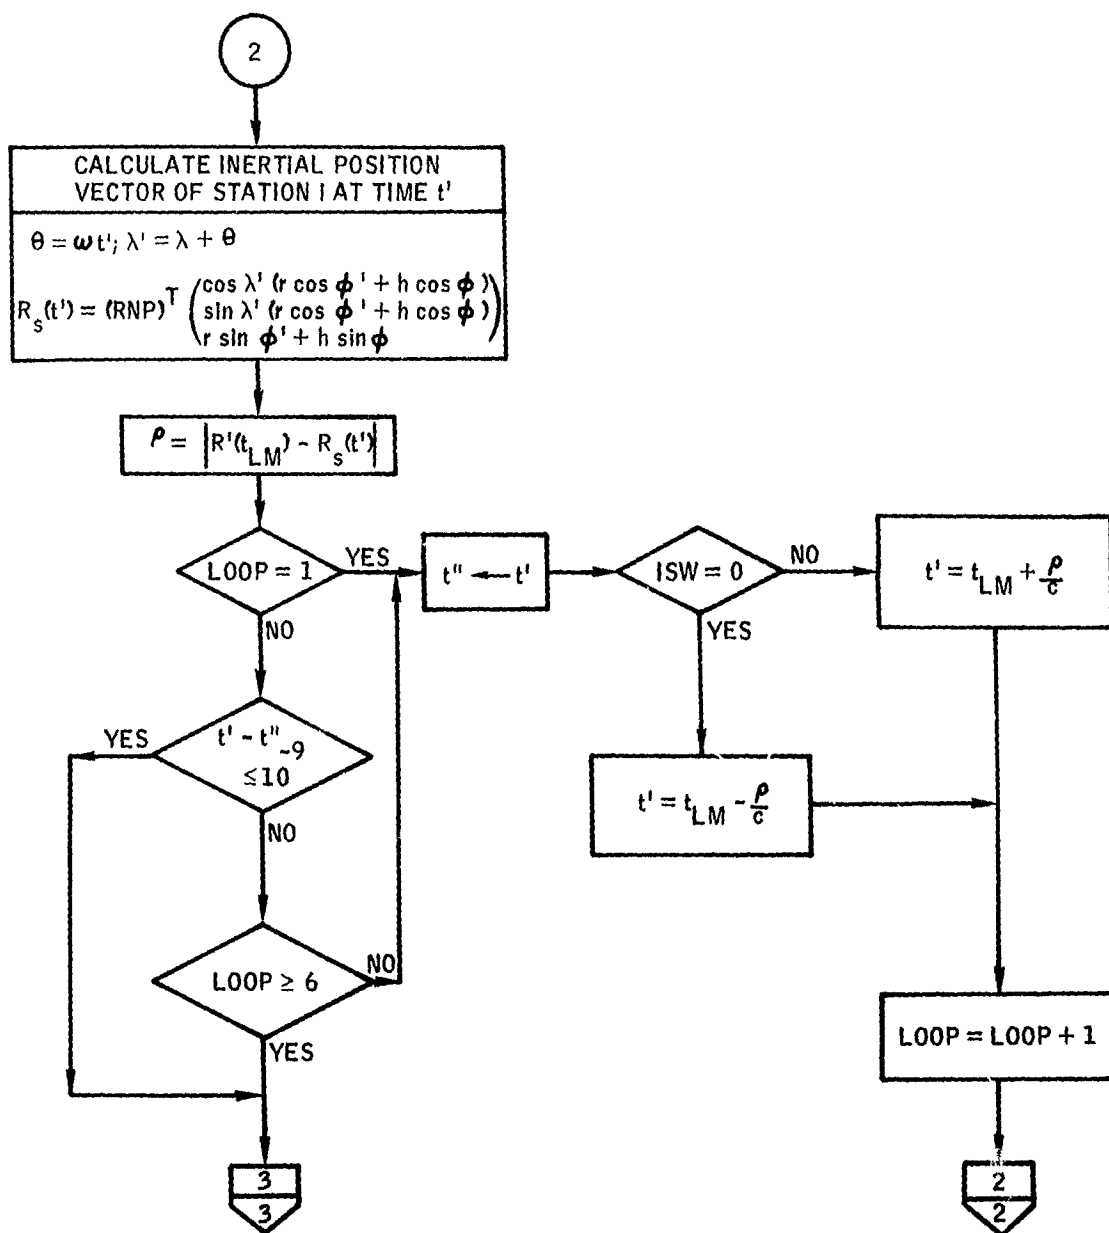 2
CALCULATE INERTIAL POSITION
VECTOR OF STATION I AT TIME t'
θ = ωt'; λ' = λ + θ
R_s(t') = (RNP)^T
cos λ' (r cos ϕ' + h cos ϕ)
sin λ' (r cos ϕ' + h cos ϕ)
r sin ϕ' + h sin ϕ
ρ = |R'(t_LM) - R_s(t')|
LOOP = 1
YES
NO
t" ← t'
ISW = 0
NO
YES
t' = t_LM + ρ/c
t' - t"
≤10^-9
YES
NO
t' = t_LM - ρ/c
LOOP ≥ 6
NO
YES
LOOP = LOOP + 1
3
3
2
2